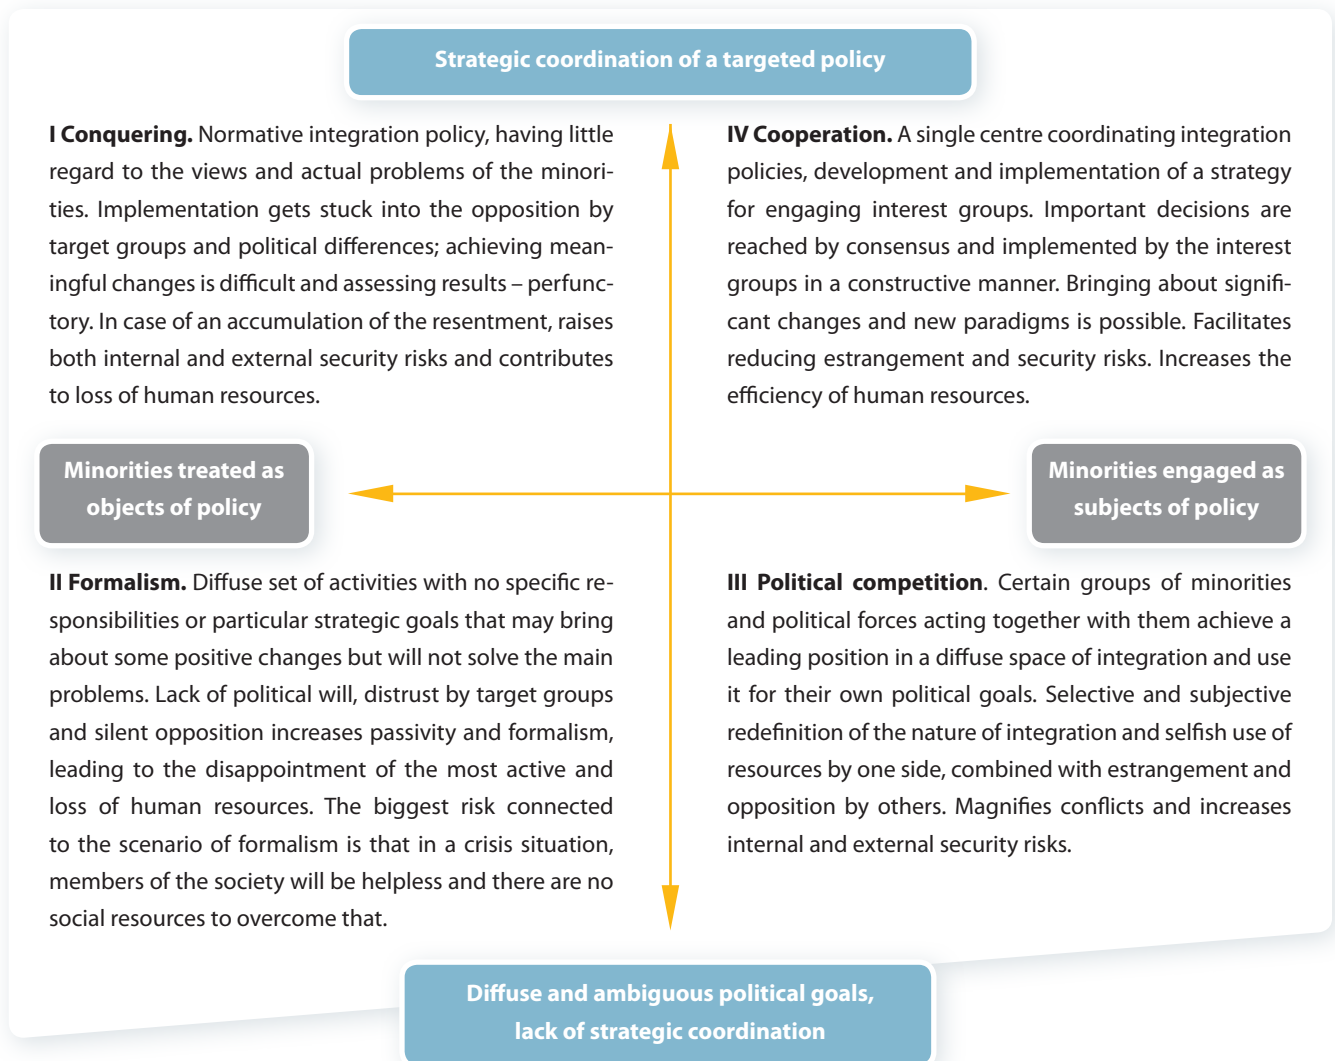 Strategic coordination of a targeted policy
I Conquering. Normative integration policy, having little
regard to the views and actual problems of the minori-
ties. Implementation gets stuck into the opposition by
target groups and political differences; achieving mean-
ingful changes is difficult and assessing results – perfunc-
tory. In case of an accumulation of the resentment, raises
both internal and external security risks and contributes
to loss of human resources.
IV Cooperation. A single centre coordinating integration
policies, development and implementation of a strategy
for engaging interest groups. Important decisions are
reached by consensus and implemented by the interest
groups in a constructive manner. Bringing about signifi-
cant changes and new paradigms is possible. Facilitates
reducing estrangement and security risks. Increases the
efficiency of human resources.
Minorities treated as
objects of policy
Minorities engaged as
subjects of policy
II Formalism. Diffuse set of activities with no specific re-
sponsibilities or particular strategic goals that may bring
about some positive changes but will not solve the main
problems. Lack of political will, distrust by target groups
and silent opposition increases passivity and formalism,
leading to the disappointment of the most active and
loss of human resources. The biggest risk connected
to the scenario of formalism is that in a crisis situation,
members of the society will be helpless and there are no
social resources to overcome that.
III Political competition. Certain groups of minorities
and political forces acting together with them achieve a
leading position in a diffuse space of integration and use
it for their own political goals. Selective and subjective
redefinition of the nature of integration and selfish use of
resources by one side, combined with estrangement and
opposition by others. Magnifies conflicts and increases
internal and external security risks.
Diffuse and ambiguous political goals,
lack of strategic coordination